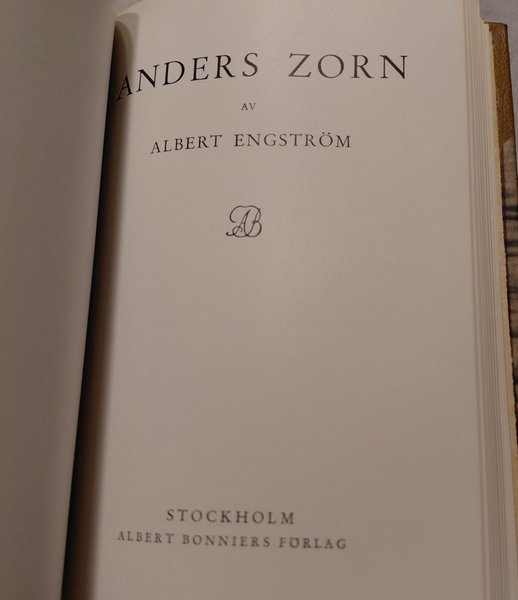 ANDERS ZORN
AV
ALBERT ENGSTRÖM
AB
STOCKHOLM
ALBERT BONNIERS FÖRLAG